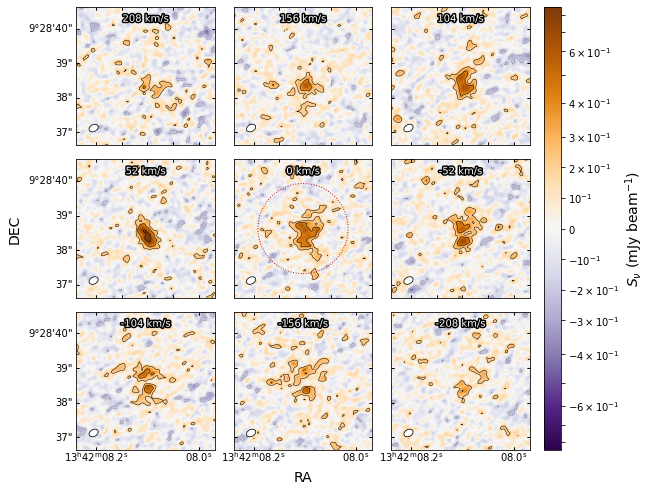 208 km/s
156 km/s
104 km/s
9°28'40"
39"
38"
37"
52 km/s
0 km/s
-52 km/s
9°28'40"
39"
38"
37"
-104 km/s
-156 km/s
-208 km/s
9°28'40"
39"
38"
37"
13ʰ42ᵐ08.2ˢ 08.0ˢ
13ʰ42ᵐ08.2ˢ 08.0ˢ
13ʰ42ᵐ08.2ˢ 08.0ˢ
DEC
RA
6 × 10⁻¹
4 × 10⁻¹
3 × 10⁻¹
2 × 10⁻¹
10⁻¹
0
−10⁻¹
−2 × 10⁻¹
−3 × 10⁻¹
−4 × 10⁻¹
−6 × 10⁻¹
Sᵥ (mJy beam⁻¹)